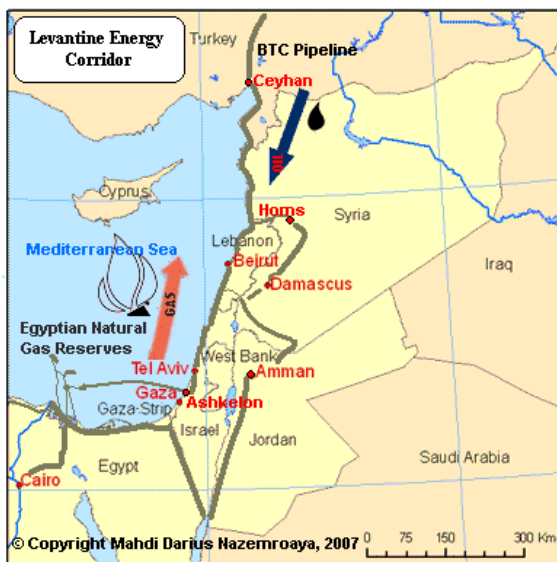 Levantine Energy
Corridor
Turkey
BTC Pipeline
Ceyhan
OIL
Cyprus
Homs
Syria
Mediterranean Sea
Lebanon
Beirut
Iraq
Damascus
GAS
Egyptian Natural
Gas Reserves
West Bank
Tel Aviv
Amman
Gaza
Ashkelon
Gaza-Strip
Israel
Jordan
Saudi Arabia
Egypt
Cairo
© Copyright Mahdi Darius Nazemroaya, 2007
0 75 150 225 300 Km